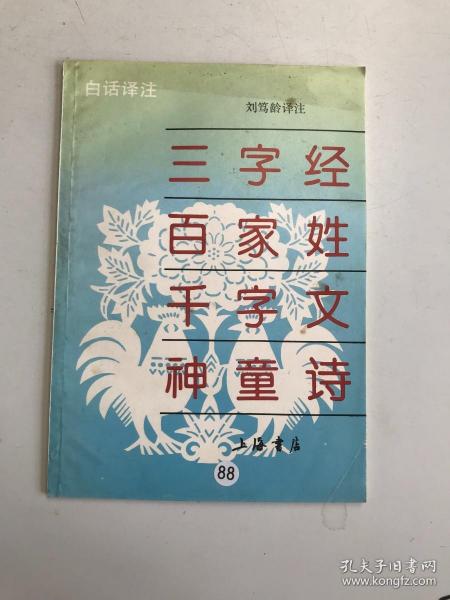 白话译注
刘笃龄译注
三字经
百家姓
千字文
神童诗
上海书店
88
孔夫子旧书网
www.kongfz.com